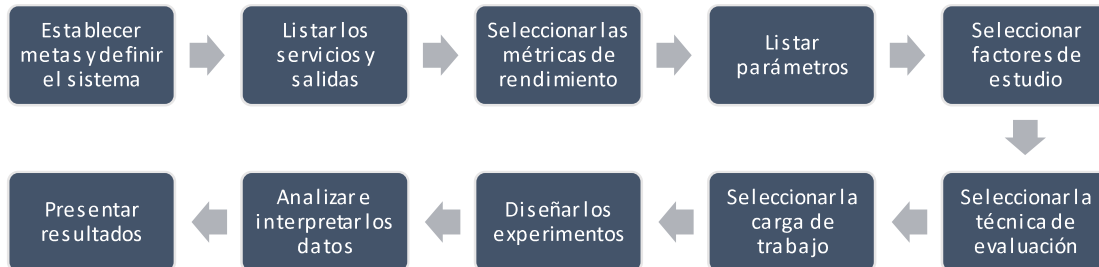 Establecer
metas y definir
el sistema
Listar los
servicios y
salidas
Seleccionar las
métricas de
rendimiento
Listar
parámetros
Seleccionar
factores de
estudio
Seleccionar la
técnica de
evaluación
Seleccionar la
carga de
trabajo
Diseñar los
experimentos
Analizar e
interpretar los
datos
Presentar
resultados